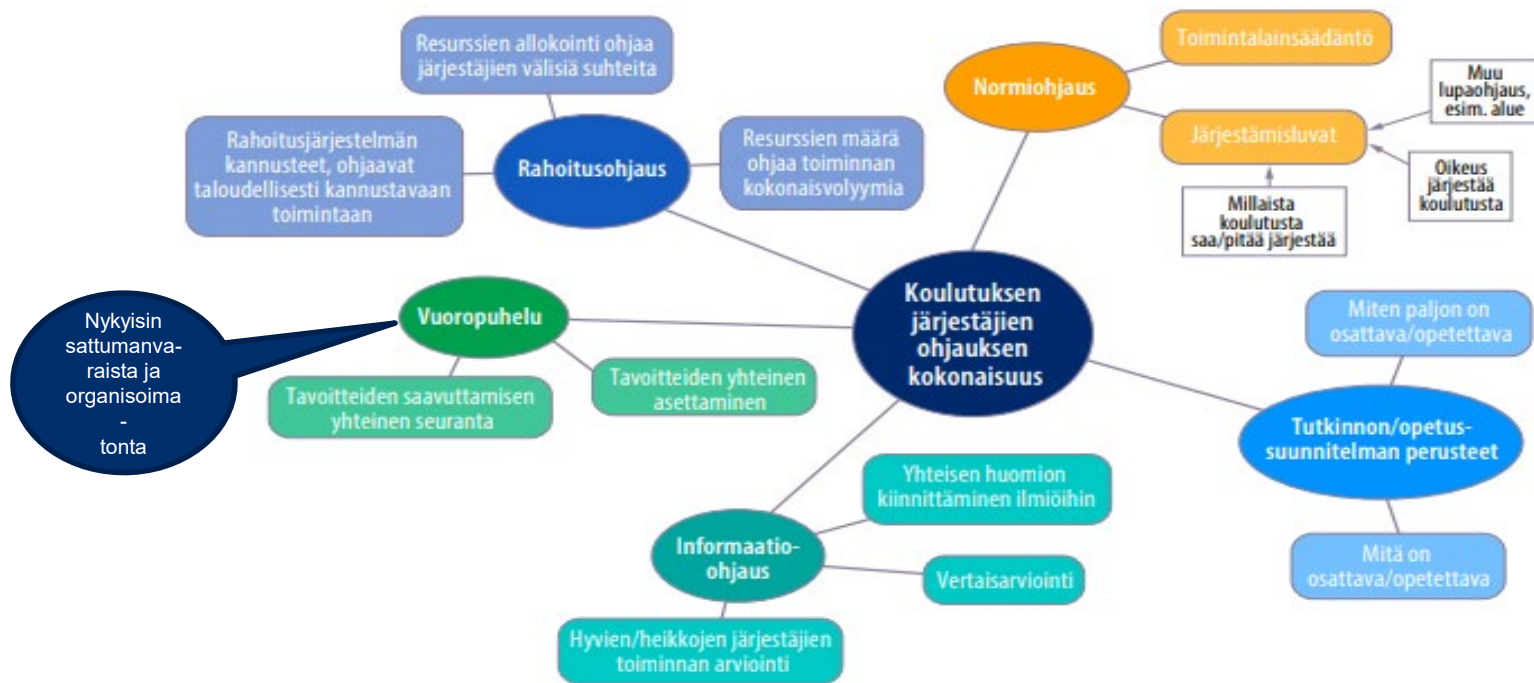 Resurssien allokointi ohjaa
järjestäjien välisiä suhteita
Rahoitusjärjestelmän
kannusteet, ohjaavat
taloudellisesti kannustavaan
toimintaan
Rahoitusohjaus
Resurssien määrä
ohjaa toiminnan
kokonaisvolyymia
Normiohjaus
Toimintalainsäädäntö
Järjestämisluvat
Muu
lupaohjaus,
esim. alue
Oikeus
järjestää
koulutusta
Millaista
koulutusta
saa/pitää järjestää
Nykyisin
sattumanva-
raista ja
organisoima
-
tonta
Vuoropuhelu
Tavoitteiden saavuttamisen
yhteinen seuranta
Tavoitteiden yhteinen
asettaminen
Koulutuksen
järjestäjien
ohjauksen
kokonaisuus
Miten paljon on
osattava/opetettava
Tutkinnon/opetus-
suunnitelman perusteet
Mitä on
osattava/opetettava
Informaatio-
ohjaus
Yhteisen huomion
kiinnittäminen ilmiöihin
Vertaisarviointi
Hyvien/heikkojen järjestäjien
toiminnan arviointi